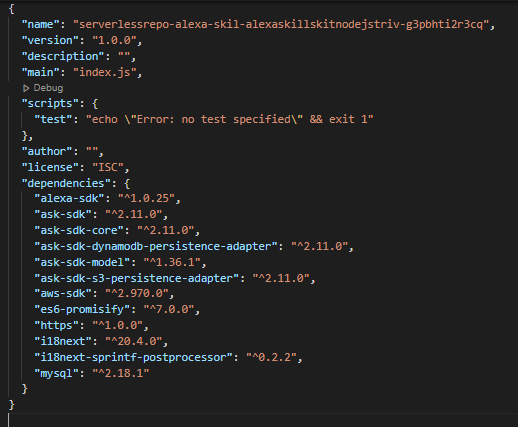 {
"name": "serverlessrepo-alexa-skil-alexaskillskitnodejstriv-g3pbhti2r3cq",
"version": "1.0.0",
"description": "",
"main": "index.js",
Debug
"scripts": {
"test": "echo \"Error: no test specified\" && exit 1"
},
"author": "",
"license": "ISC",
"dependencies": {
"alexa-sdk": "^1.0.25",
"ask-sdk": "^2.11.0",
"ask-sdk-core": "^2.11.0",
"ask-sdk-dynamodb-persistence-adapter": "^2.11.0",
"ask-sdk-model": "^1.36.1",
"ask-sdk-s3-persistence-adapter": "^2.11.0",
"aws-sdk": "^2.970.0",
"es6-promisify": "^7.0.0",
"https": "^1.0.0",
"i18next": "^20.4.0",
"i18next-sprintf-postprocessor": "^0.2.2",
"mysql": "^2.18.1"
}
}